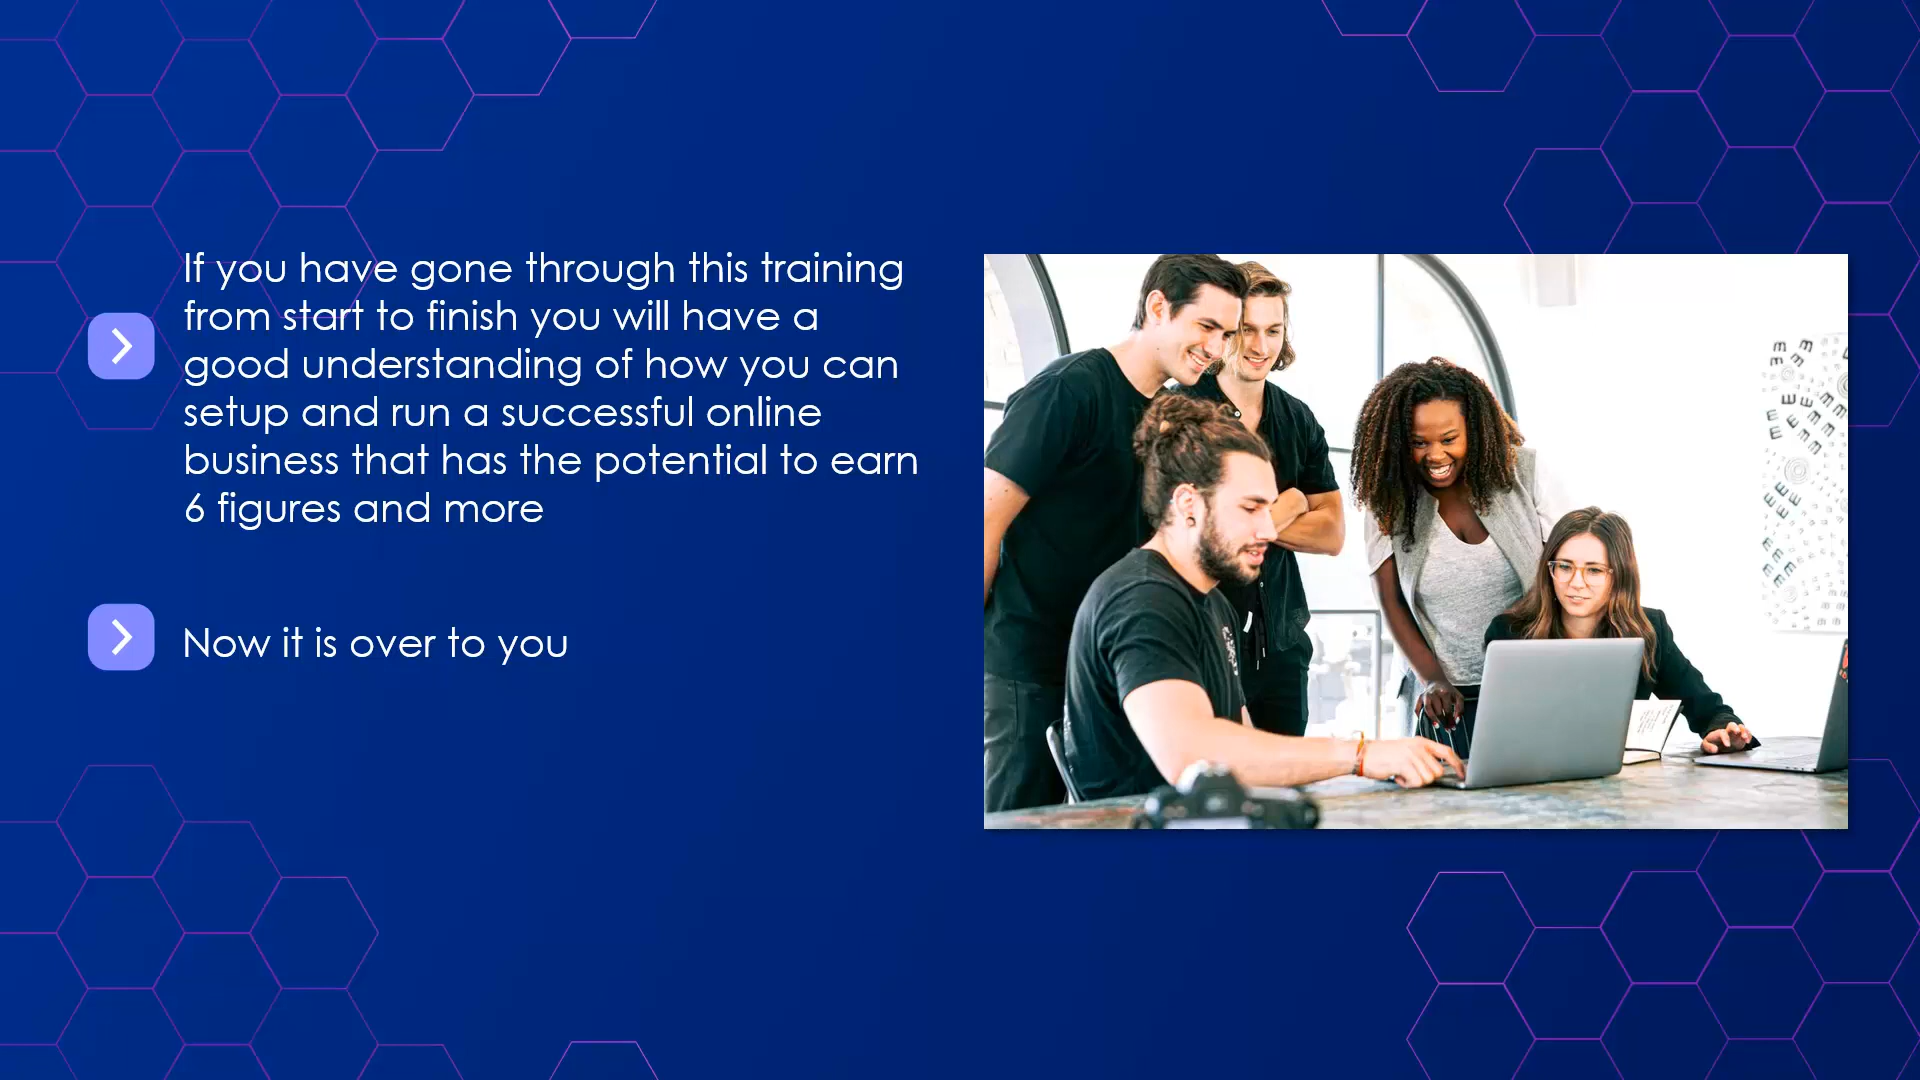 If you have gone through this training
from start to finish you will have a
good understanding of how you can
setup and run a successful online
business that has the potential to earn
6 figures and more
Now it is over to you